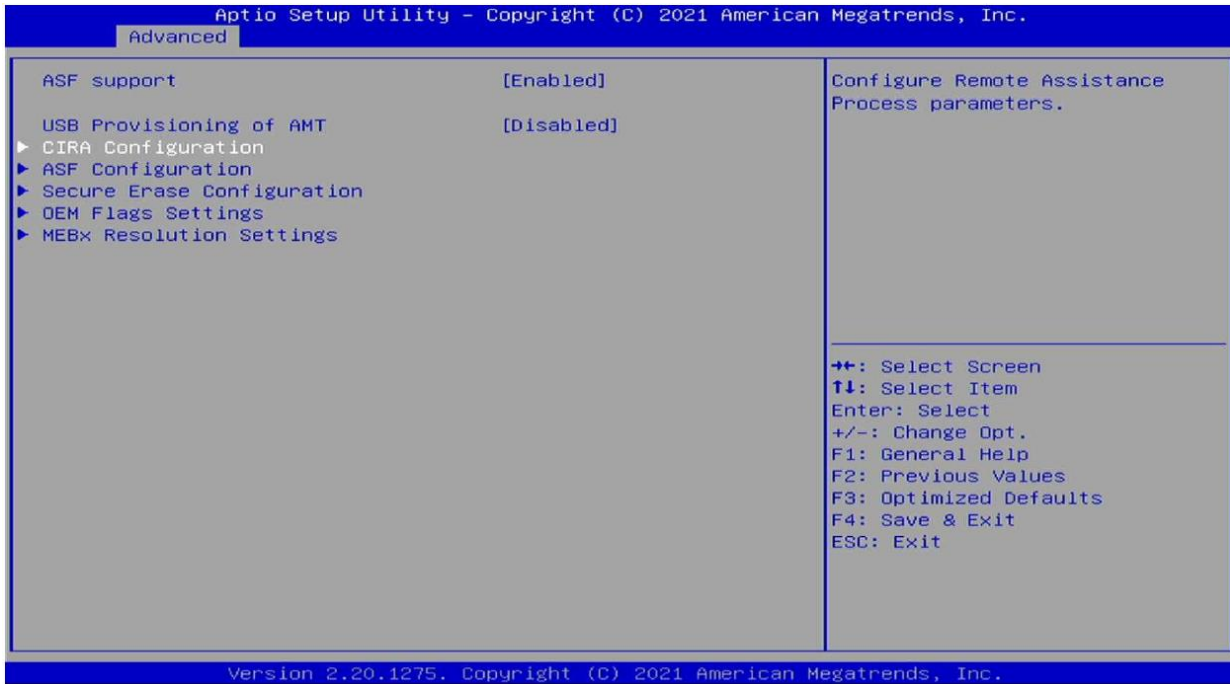 Aptio Setup Utility – Copyright (C) 2021 American Megatrends, Inc.
Advanced
ASF support [Enabled]
USB Provisioning of AMT [Disabled]
▶ CIRA Configuration
▶ ASF Configuration
▶ Secure Erase Configuration
▶ OEM Flags Settings
▶ MEBx Resolution Settings
Configure Remote Assistance
Process parameters.
→←: Select Screen
↑↓: Select Item
Enter: Select
+/-: Change Opt.
F1: General Help
F2: Previous Values
F3: Optimized Defaults
F4: Save & Exit
ESC: Exit
Version 2.20.1275. Copyright (C) 2021 American Megatrends, Inc.